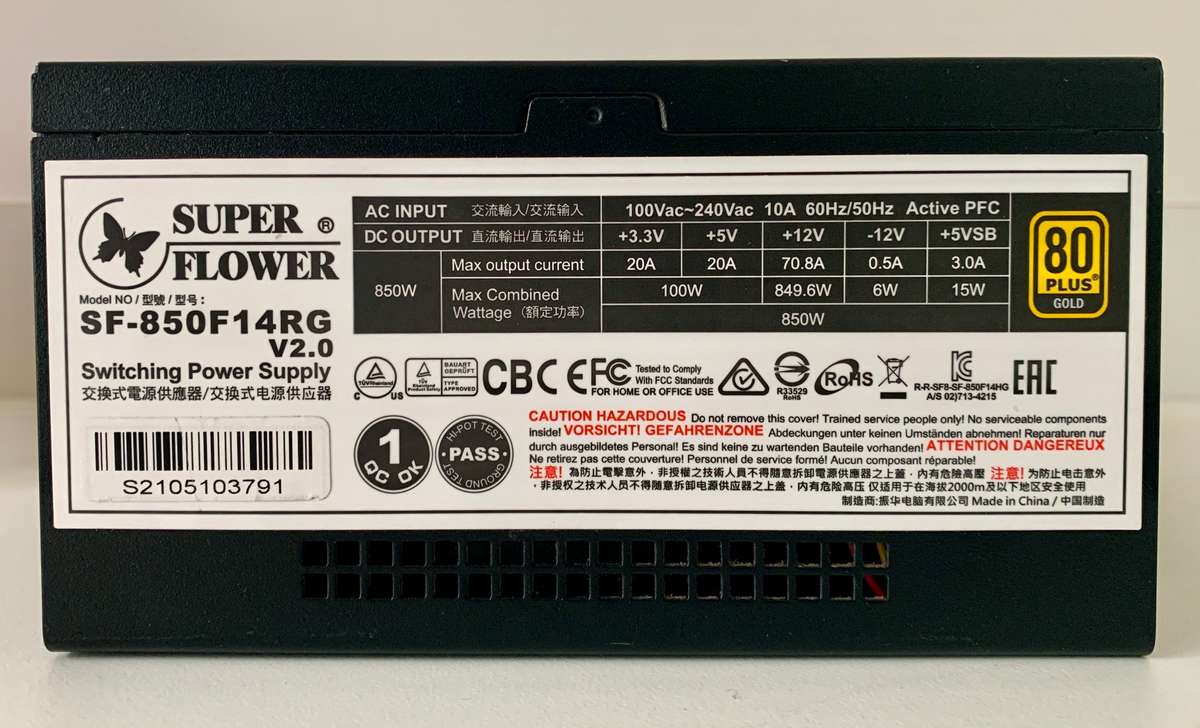 SUPER ®
FLOWER
Model NO / 型號 / 型号 :
SF-850F14RG
V2.0
Switching Power Supply
交換式電源供應器/交换式电源供应器
S2105103791
AC INPUT 交流輸入/交流输入 100Vac~240Vac 10A 60Hz/50Hz Active PFC
DC OUTPUT 直流輸出/直流输出 +3.3V +5V +12V -12V +5VSB
850W Max output current 20A 20A 70.8A 0.5A 3.0A
Max Combined Wattage (額定功率) 100W 849.6W 6W 15W
850W
80
PLUS®
GOLD
TÜVRheinland
C US
TÜV Rheinland Product Safety
BAUART GEPRÜFT
TYPE APPROVED
CBC CE FC Tested to Comply
With FCC Standards
FOR HOME OR OFFICE USE
R33529
RoHS
RoHS
R-R-SF8-SF-850F14HG
A/S 02)713-4215
EAC
1
QC OK
HI-POT TEST
PASS
GROUND TEST
CAUTION HAZARDOUS Do not remove this cover! Trained service people only! No serviceable components
inside! VORSICHT! GEFAHRENZONE Abdeckungen unter keinen Umständen abnehmen! Reparaturen nur
durch ausgebildetes Personal! Es sind keine zu wartenden Bauteile vorhanden! ATTENTION DANGEREUX
Ne retirez pas cette couverture! Personnel de service formé! Aucun composant réparable!
注意! 為防止電擊意外，非授權之技術人員不得隨意拆卸電源供應器之上蓋，內有危險高壓 注意! 为防止电击意外
，非授权之技术人员不得随意拆卸电源供应器之上盖，内有危险高压 仅适用于在海拔2000m及以下地区安全使用
制造商:振华电脑有限公司 Made in China / 中国制造